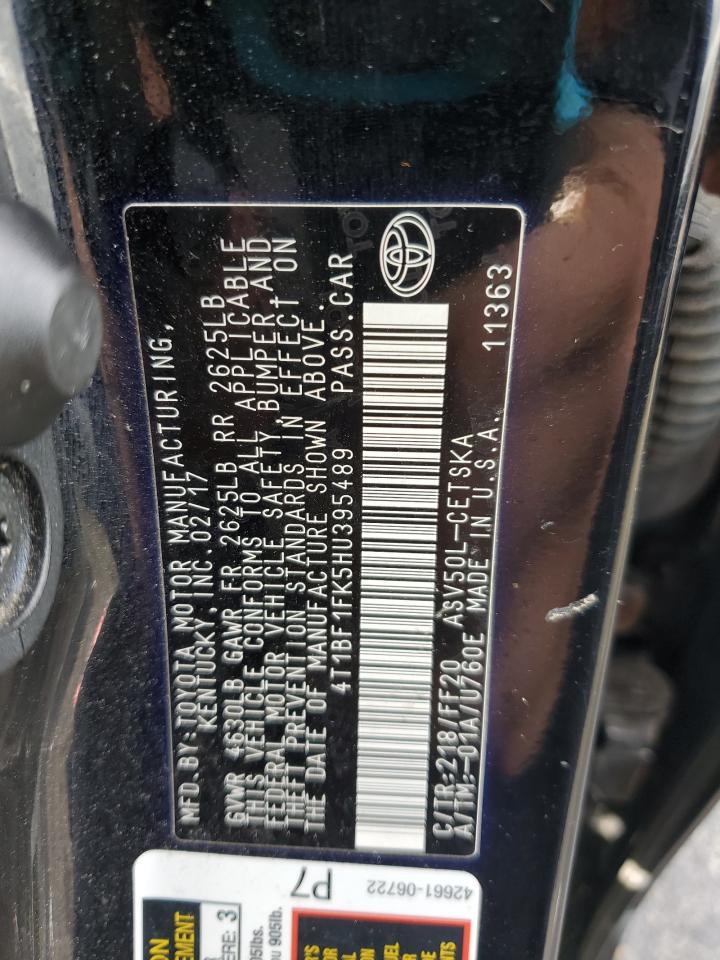 MFD. BY: TOYOTA MOTOR MANUFACTURING,
KENTUCKY, INC. 02/17
GVWR 4630LB GAWR FR 2625LB RR 2625LB
THIS VEHICLE CONFORMS TO ALL APPLICABLE
FEDERAL MOTOR VEHICLE SAFETY, BUMPER, AND
THEFT PREVENTION STANDARDS IN EFFECT ON
THE DATE OF MANUFACTURE SHOWN ABOVE.
4T1BF1FK5HU395489 PASS. CAR
C/TR: 218/FF20 ASV50L-CETSKA
A/TM: -01A/U760E MADE IN U.S.A. 11363
P7
42661-06722
ERE: 3
u 905lb.